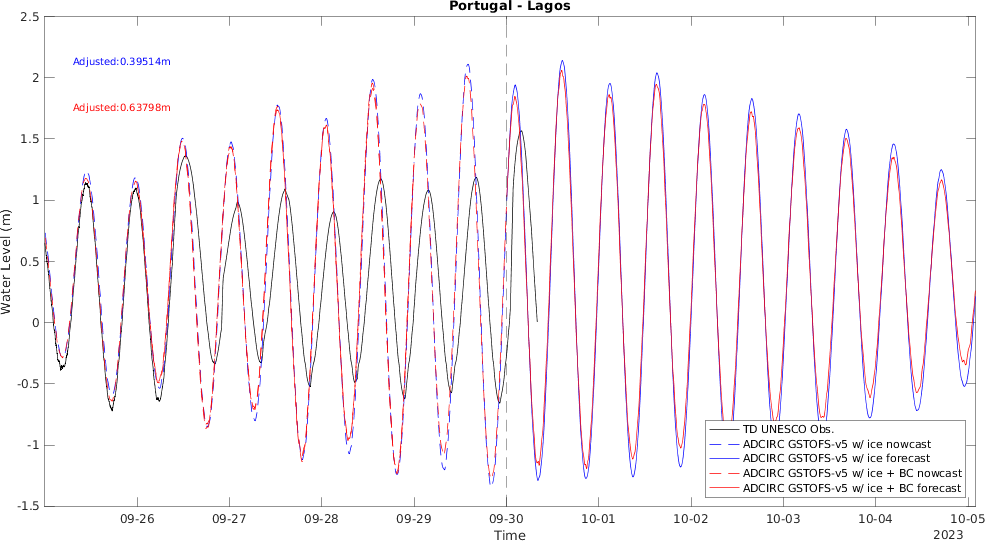 Portugal - Lagos
2.5
2
1.5
1
0.5
0
-0.5
-1
-1.5
Water Level (m)
Adjusted:0.39514m
Adjusted:0.63798m
TD UNESCO Obs.
ADCIRC GSTOFS-v5 w/ ice nowcast
ADCIRC GSTOFS-v5 w/ ice forecast
ADCIRC GSTOFS-v5 w/ ice + BC nowcast
ADCIRC GSTOFS-v5 w/ ice + BC forecast
09-26 09-27 09-28 09-29 09-30 10-01 10-02 10-03 10-04 10-05
Time
2023